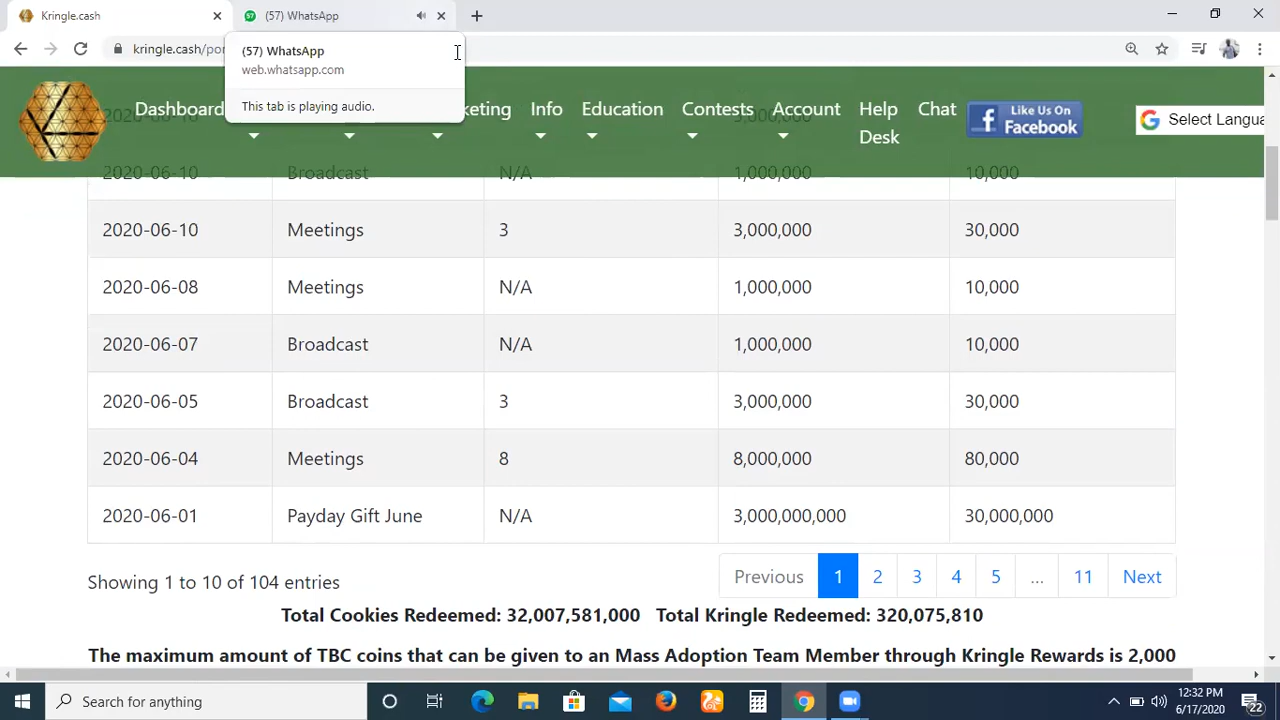 Kringle.cash
(57) WhatsApp
kringle.cash/por
(57) WhatsApp
web.whatsapp.com
This tab is playing audio.
Dashboard keting Info Education Contests Account Help Desk Chat Like Us On Facebook Select Langua
2020-06-10 Broadcast N/A 1,000,000 10,000
2020-06-10 Meetings 3 3,000,000 30,000
2020-06-08 Meetings N/A 1,000,000 10,000
2020-06-07 Broadcast N/A 1,000,000 10,000
2020-06-05 Broadcast 3 3,000,000 30,000
2020-06-04 Meetings 8 8,000,000 80,000
2020-06-01 Payday Gift June N/A 3,000,000,000 30,000,000
Previous 1 2 3 4 5 ... 11 Next
Showing 1 to 10 of 104 entries
Total Cookies Redeemed: 32,007,581,000 Total Kringle Redeemed: 320,075,810
The maximum amount of TBC coins that can be given to an Mass Adoption Team Member through Kringle Rewards is 2,000
Search for anything
12:32 PM
6/17/2020
22